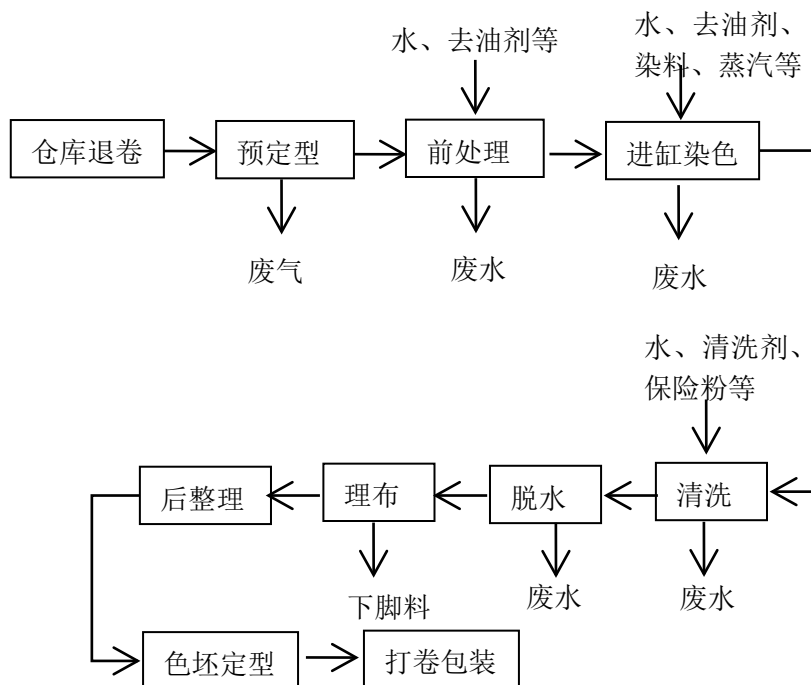 水、去油剂等
水、去油剂、
染料、蒸汽等
仓库退卷
预定型
前处理
进缸染色
废气
废水
废水
水、清洗剂、
保险粉等
后整理
理布
脱水
清洗
下脚料
废水
废水
色坯定型
打卷包装